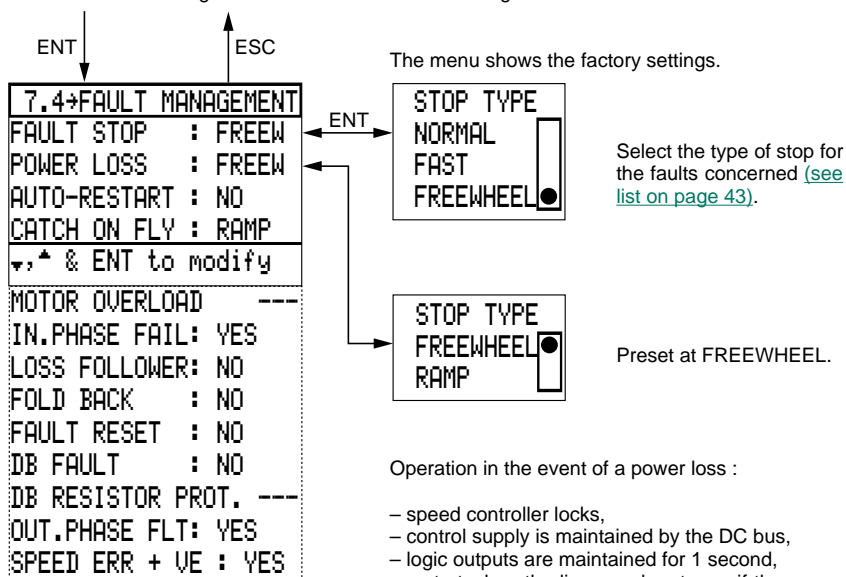 ENT
ESC
The menu shows the factory settings.
7.4→FAULT MANAGEMENT
FAULT STOP : FREEW
POWER LOSS : FREEW
AUTO-RESTART : NO
CATCH ON FLY : RAMP
▼,▲ & ENT to modify
MOTOR OVERLOAD ---
IN.PHASE FAIL: YES
LOSS FOLLOWER: NO
FOLD BACK : NO
FAULT RESET : NO
DB FAULT : NO
DB RESISTOR PROT. ---
OUT.PHASE FLT: YES
SPEED ERR + VE : YES
ENT
STOP TYPE
NORMAL
FAST
FREEWHEEL
Select the type of stop for
the faults concerned (see
list on page 43).
STOP TYPE
FREEWHEEL
RAMP
Preset at FREEWHEEL.
Operation in the event of a power loss :
– speed controller locks,
– control supply is maintained by the DC bus,
– logic outputs are maintained for 1 second,